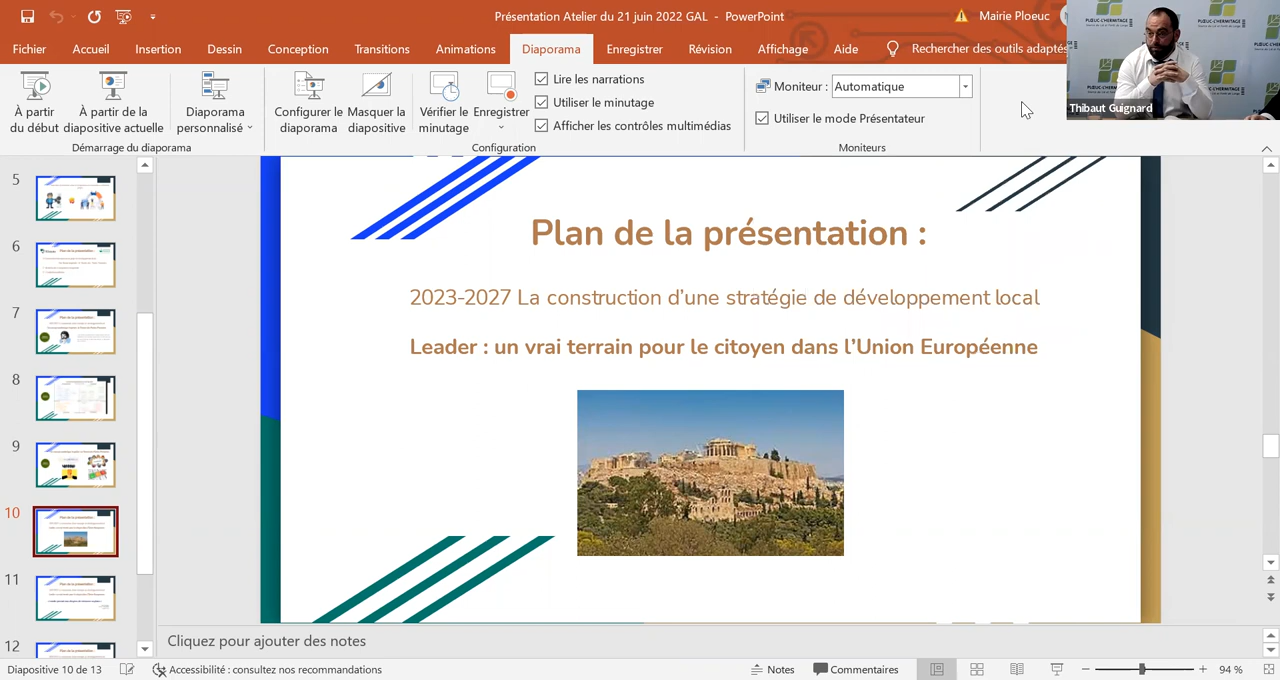 Présentation Atelier du 21 juin 2022 GAL - PowerPoint
Mairie Ploeuc
Fichier Accueil Insertion Dessin Conception Transitions Animations Diaporama Enregistrer Révision Affichage Aide Rechercher des outils adaptés
À partir du début
À partir de la diapositive actuelle
Diaporama personnalisé
Démarrage du diaporama
Configurer le diaporama
Masquer la diapositive
Vérifier le minutage
Enregistrer
Lire les narrations
Utiliser le minutage
Afficher les contrôles multimédias
Configuration
Moniteur : Automatique
Utiliser le mode Présentateur
Moniteurs
PLŒUC-L'HERMITAGE
Thibaut Guignard
5
6
7
8
9
10
11
12
Plan de la présentation :
2023-2027 La construction d'une stratégie de développement local
Leader : un vrai terrain pour le citoyen dans l'Union Européenne
Cliquez pour ajouter des notes
Diapositive 10 de 13
Accessibilité : consultez nos recommandations
Notes
Commentaires
94 %